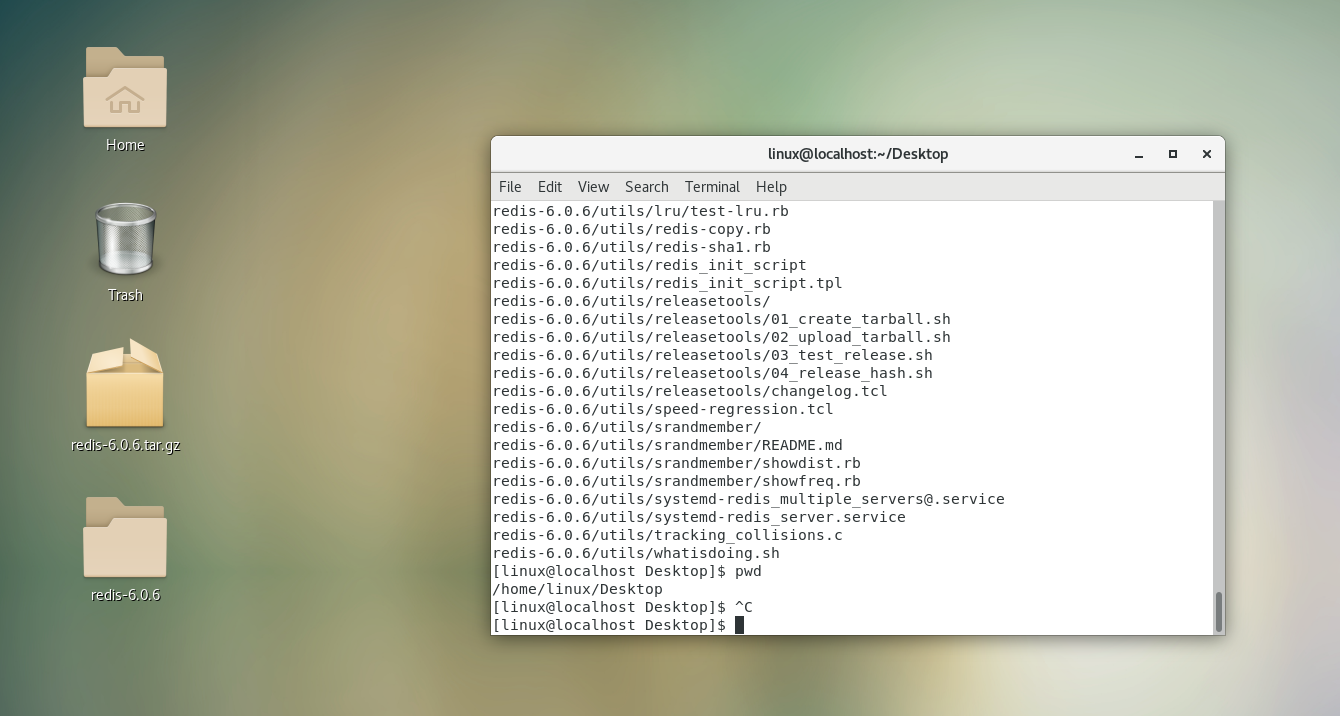 Home
Trash
redis-6.0.6.tar.gz
redis-6.0.6
linux@localhost:~/Desktop
File Edit View Search Terminal Help
redis-6.0.6/utils/lru/test-lru.rb
redis-6.0.6/utils/redis-copy.rb
redis-6.0.6/utils/redis-sha1.rb
redis-6.0.6/utils/redis_init_script
redis-6.0.6/utils/redis_init_script.tpl
redis-6.0.6/utils/releasetools/
redis-6.0.6/utils/releasetools/01_create_tarball.sh
redis-6.0.6/utils/releasetools/02_upload_tarball.sh
redis-6.0.6/utils/releasetools/03_test_release.sh
redis-6.0.6/utils/releasetools/04_release_hash.sh
redis-6.0.6/utils/releasetools/changelog.tcl
redis-6.0.6/utils/speed-regression.tcl
redis-6.0.6/utils/srandmember/
redis-6.0.6/utils/srandmember/README.md
redis-6.0.6/utils/srandmember/showdist.rb
redis-6.0.6/utils/srandmember/showfreq.rb
redis-6.0.6/utils/systemd-redis_multiple_servers@.service
redis-6.0.6/utils/systemd-redis_server.service
redis-6.0.6/utils/tracking_collisions.c
redis-6.0.6/utils/whatisdoing.sh
[linux@localhost Desktop]$ pwd
/home/linux/Desktop
[linux@localhost Desktop]$ ^C
[linux@localhost Desktop]$